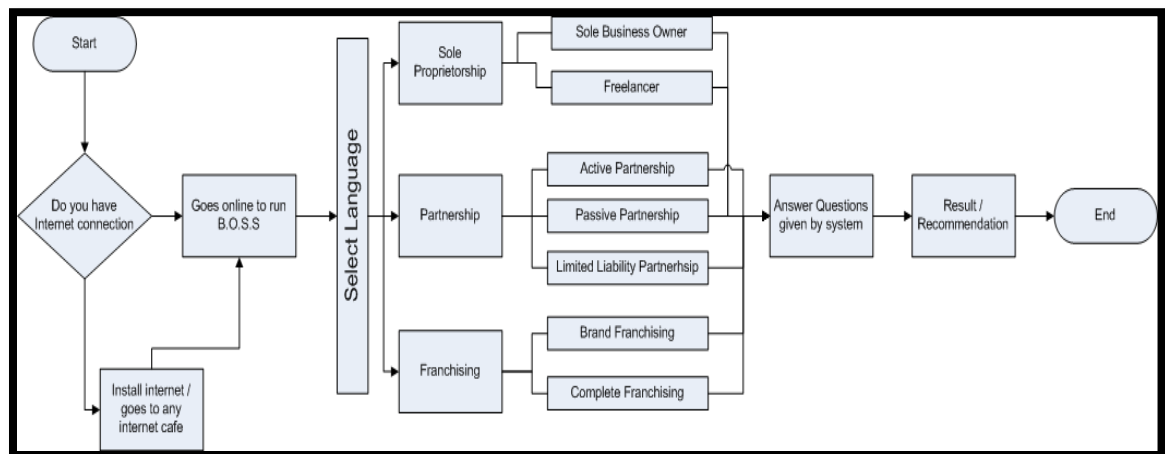 Start
Do you have
Internet connection
Install internet /
goes to any
internet cafe
Goes online to run
B.O.S.S
Select Language
Sole
Proprietorship
Sole Business Owner
Freelancer
Partnership
Active Partnership
Passive Partnership
Limited Liability Partnerhsip
Franchising
Brand Franchising
Complete Franchising
Answer Questions
given by system
Result /
Recommendation
End